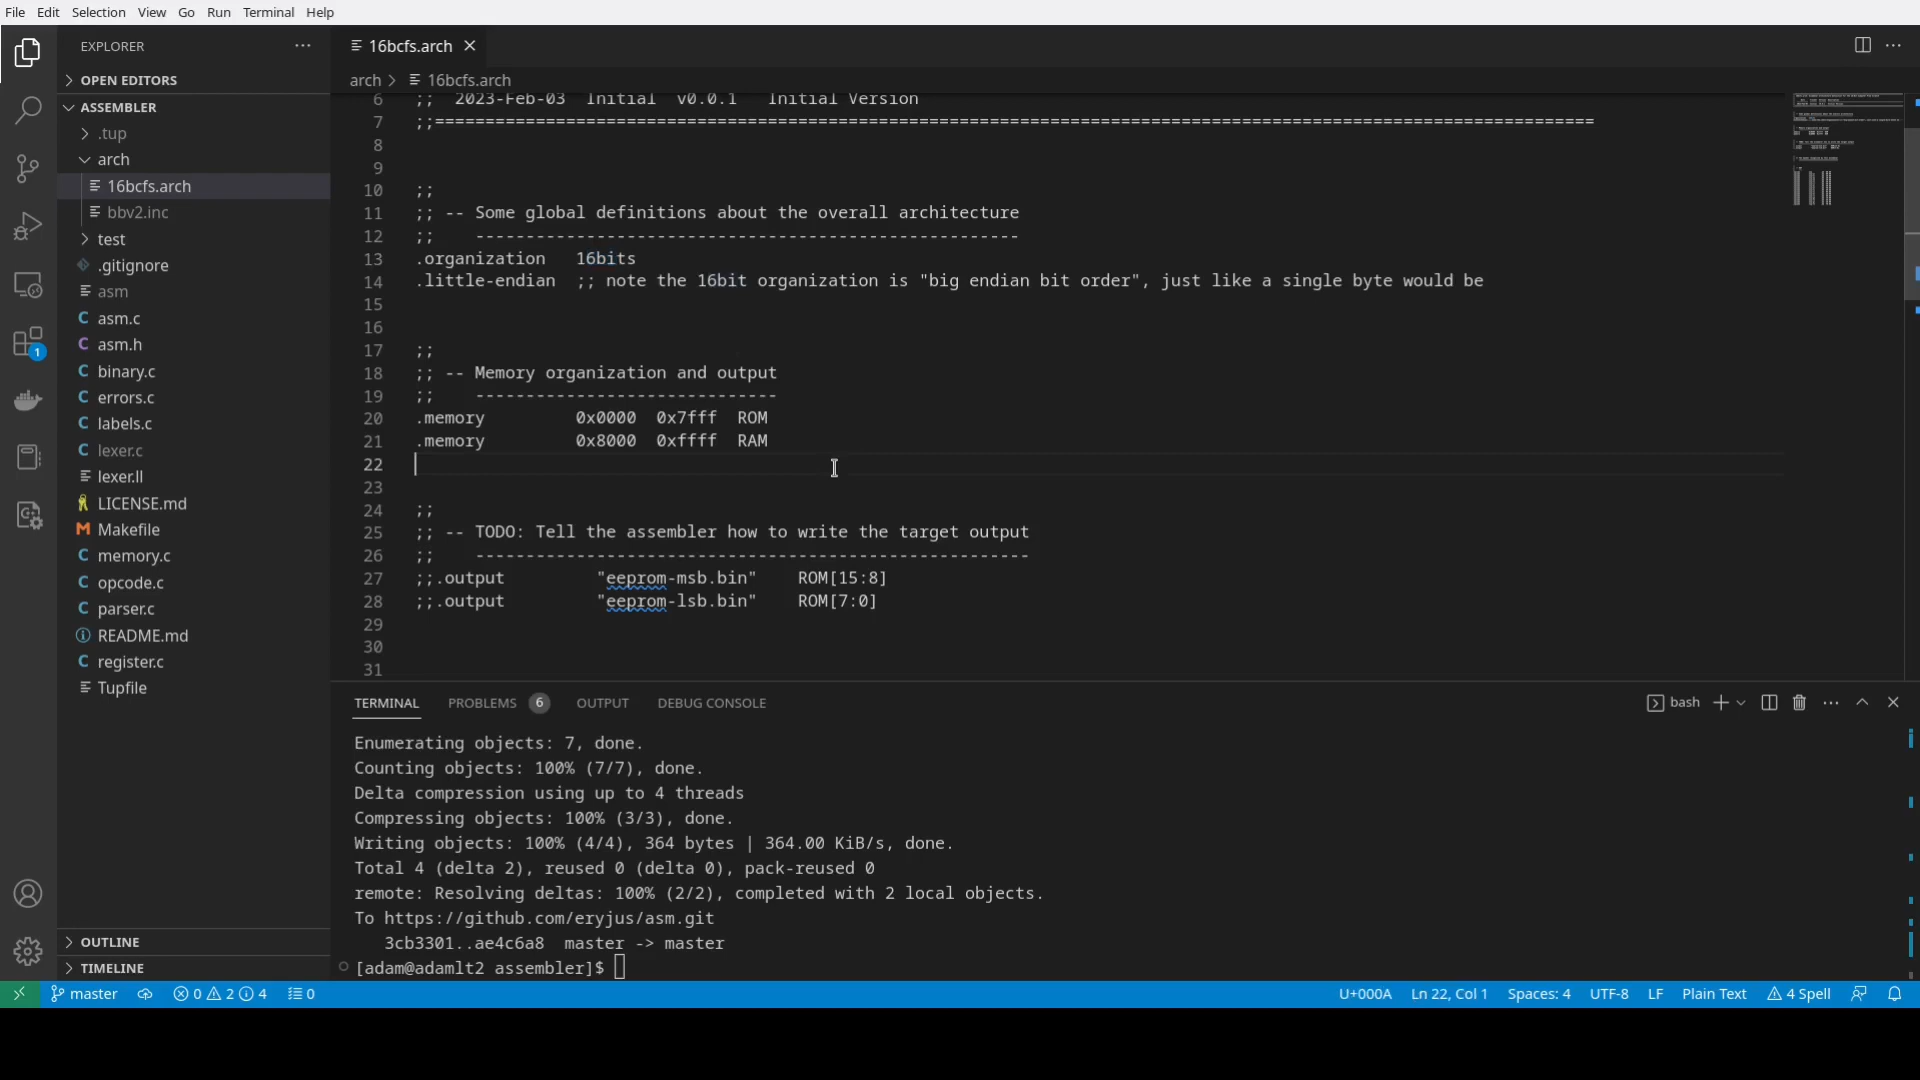 File Edit Selection View Go Run Terminal Help
EXPLORER
OPEN EDITORS
ASSEMBLER
.tup
arch
16bcfs.arch
bbv2.inc
test
.gitignore
asm
C asm.c
C asm.h
C binary.c
C errors.c
C labels.c
C lexer.c
lexer.ll
LICENSE.md
M Makefile
C memory.c
C opcode.c
C parser.c
README.md
C register.c
Tupfile
OUTLINE
TIMELINE
1
16bcfs.arch
arch > 16bcfs.arch
6 ;; 2023-Feb-03 Initial v0.0.1 Initial Version
7 ;;===================================================================================================================
8
9
10 ;;
11 ;; -- Some global definitions about the overall architecture
12 ;; ------------------------------------------------------
13 .organization 16bits
14 .little-endian ;; note the 16bit organization is "big endian bit order", just like a single byte would be
15
16
17 ;;
18 ;; -- Memory organization and output
19 ;; ------------------------------
20 .memory 0x0000 0x7fff ROM
21 .memory 0x8000 0xffff RAM
22
23
24 ;;
25 ;; -- TODO: Tell the assembler how to write the target output
26 ;; -------------------------------------------------------
27 ;;.output "eeprom-msb.bin" ROM[15:8]
28 ;;.output "eeprom-lsb.bin" ROM[7:0]
29
30
31
TERMINAL PROBLEMS 6 OUTPUT DEBUG CONSOLE bash
Enumerating objects: 7, done.
Counting objects: 100% (7/7), done.
Delta compression using up to 4 threads
Compressing objects: 100% (3/3), done.
Writing objects: 100% (4/4), 364 bytes | 364.00 KiB/s, done.
Total 4 (delta 2), reused 0 (delta 0), pack-reused 0
remote: Resolving deltas: 100% (2/2), completed with 2 local objects.
To https://github.com/eryjus/asm.git
3cb3301..ae4c6a8 master -> master
[adam@adamlt2 assembler]$
master 0 2 4 0 U+000A Ln 22, Col 1 Spaces: 4 UTF-8 LF Plain Text 4 Spell